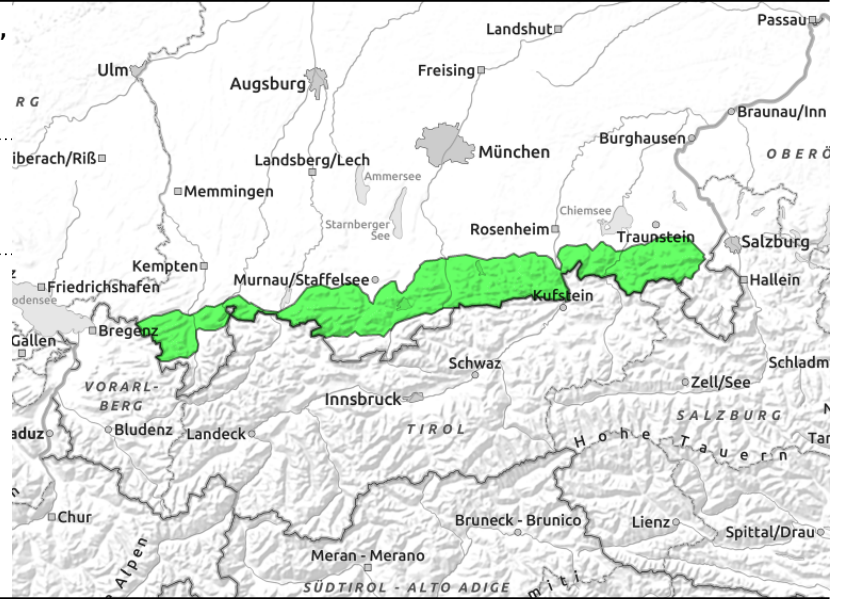 ,
Passau
Landshut
Ulm
Freising
Augsburg
RG
Braunau/Inn
Burghausen
iberach/Riß
Landsberg/Lech
München
OBERÖ
Ammersee
Memmingen
Starnberger
See
Chiemsee
Rosenheim
Traunstein
Salzburg
Kempten
z
Murnau/Staffelsee
Hallein
Friedrichshafen
odensee
Kufstein
Bregenz
Gallen
Schwaz
Schladm
VORARL-
BERG
Zell/See
Innsbruck
SALZBURG
N
aduz
Bludenz
Landeck
TIROL
Hohe Tauern
Tar
n
Chur
Bruneck - Brunico
Lienz
Spittal/Drau
Alpen
Meran - Merano
SÜDTIROL - ALTO ADIGE
miti